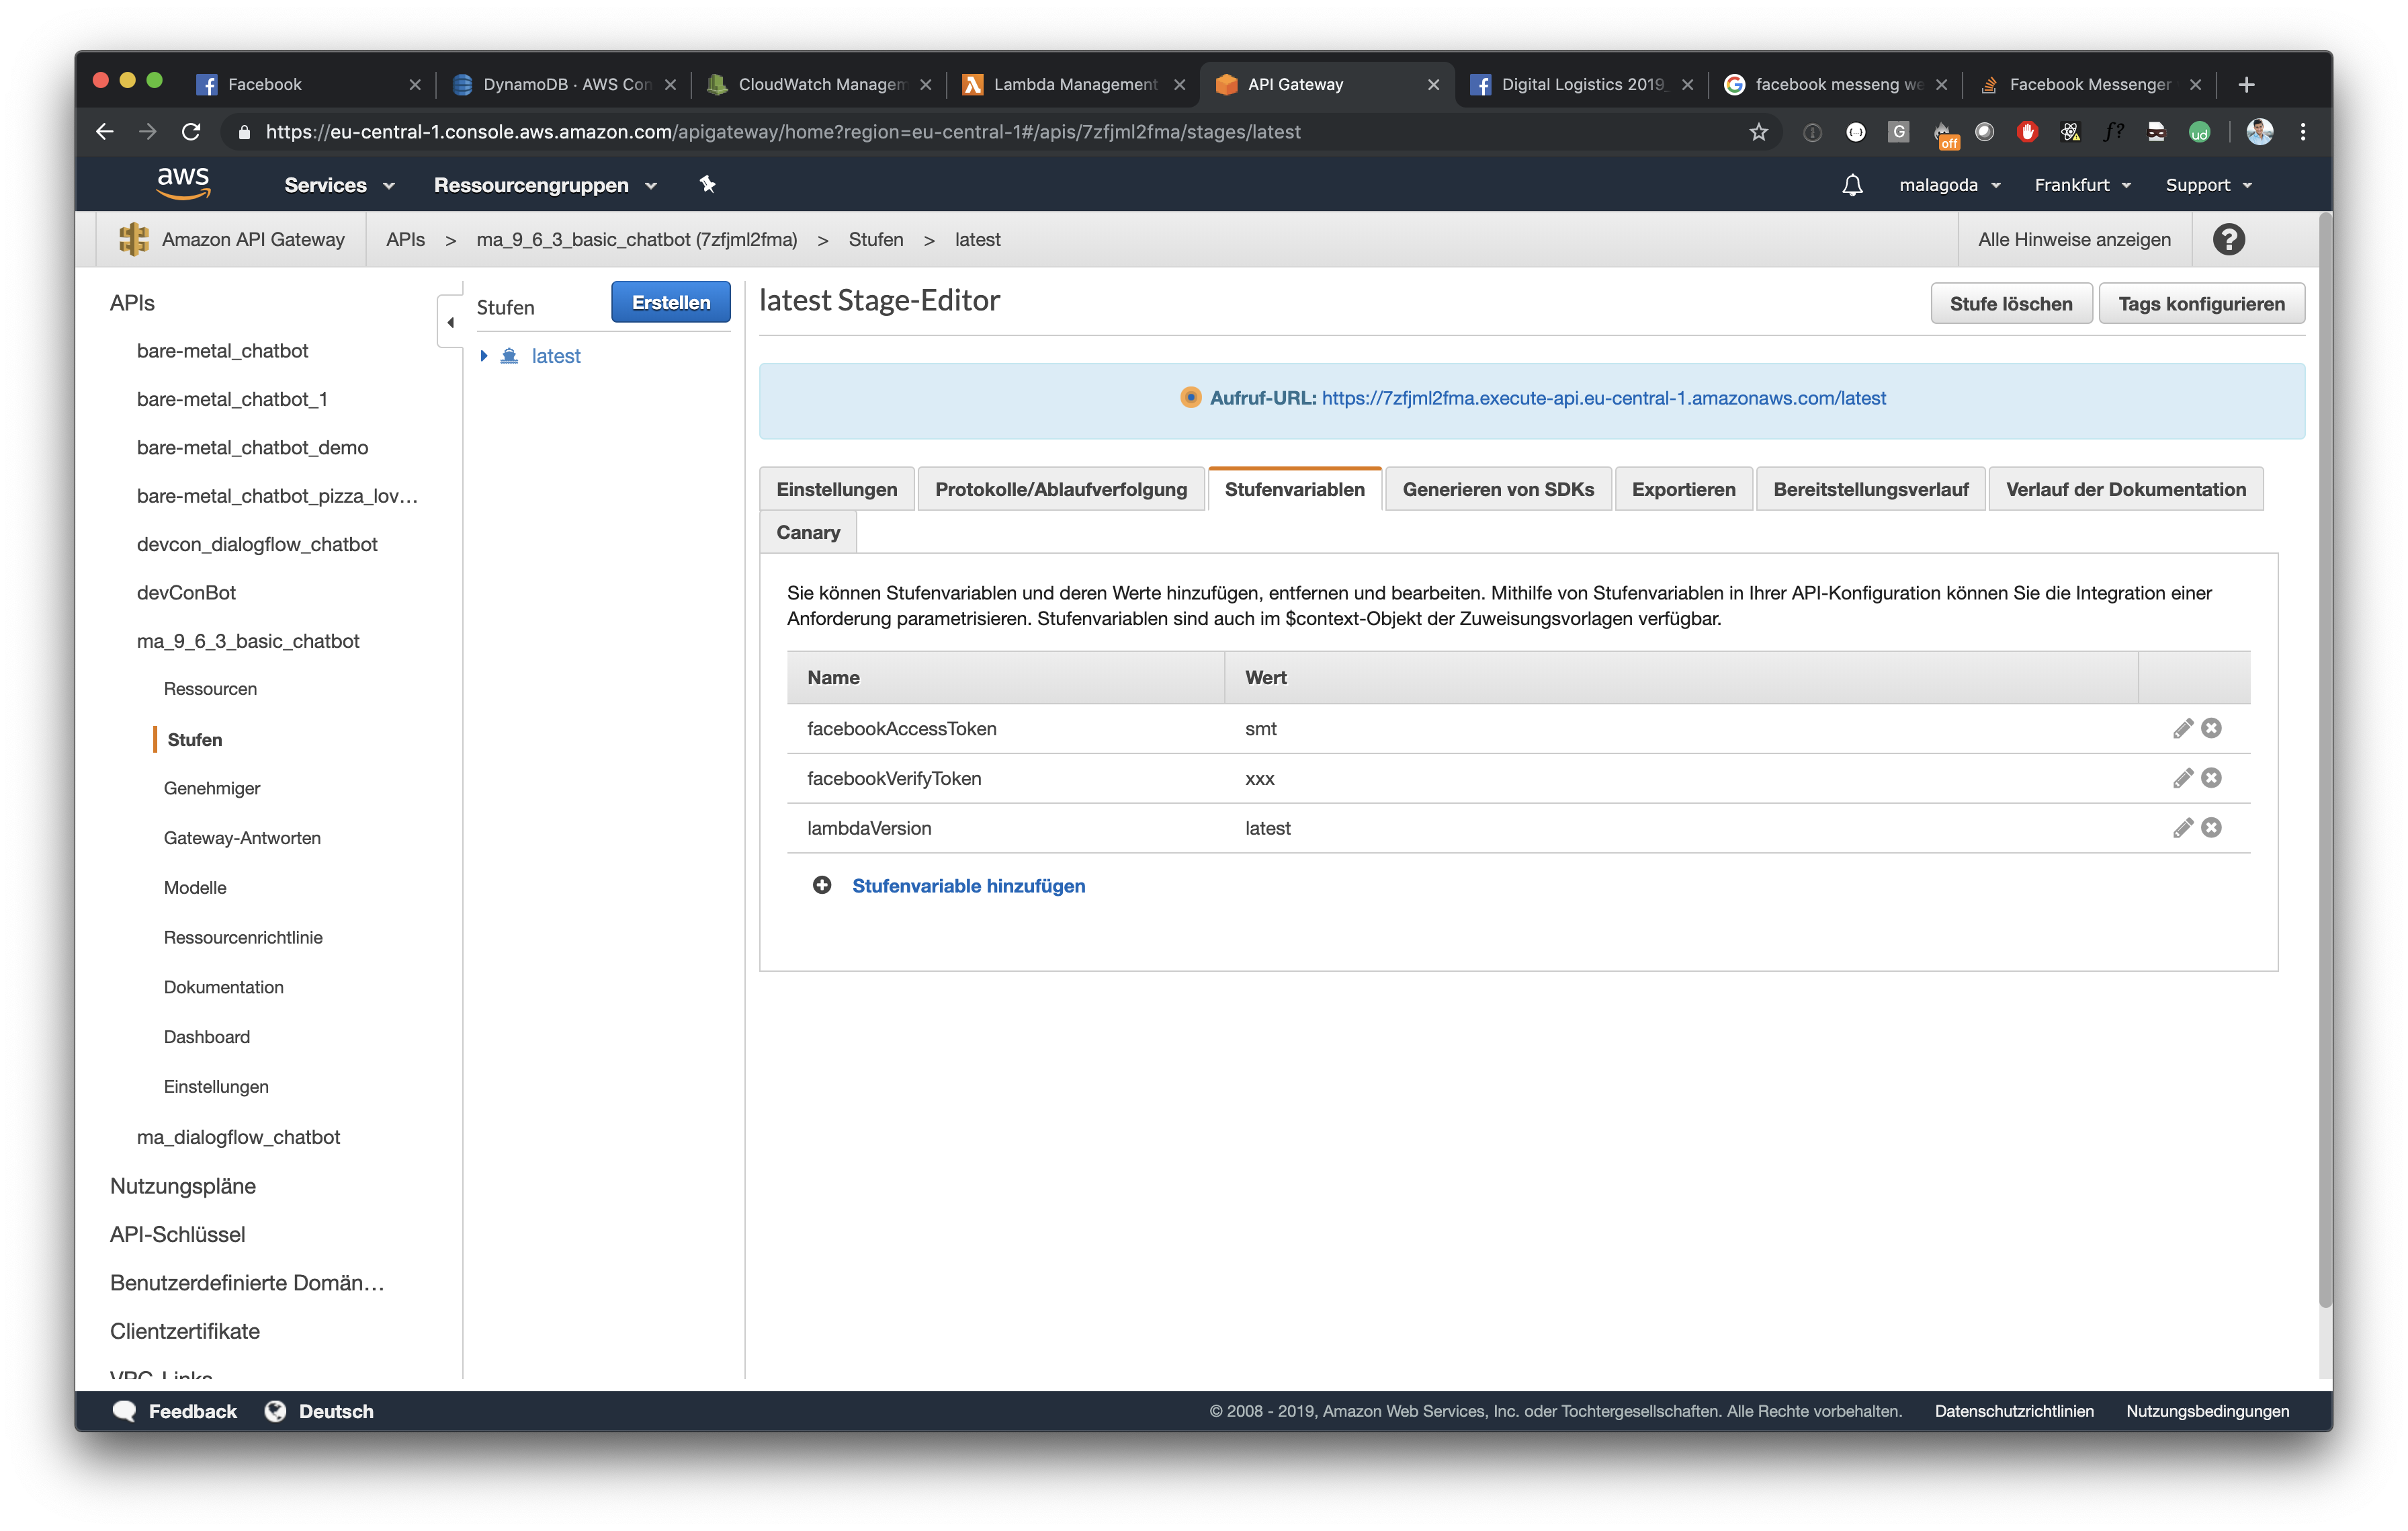 Facebook
DynamoDB · AWS Con
CloudWatch Managem
Lambda Management
API Gateway
Digital Logistics 2019_
facebook messeng we
Facebook Messenger
https://eu-central-1.console.aws.amazon.com/apigateway/home?region=eu-central-1#/apis/7zfjml2fma/stages/latest
G
off
f?
ud
aws
Services
Ressourcengruppen
malagoda
Frankfurt
Support
Amazon API Gateway
APIs > ma_9_6_3_basic_chatbot (7zfjml2fma) > Stufen > latest
Alle Hinweise anzeigen
?
APIs
bare-metal_chatbot
bare-metal_chatbot_1
bare-metal_chatbot_demo
bare-metal_chatbot_pizza_lov…
devcon_dialogflow_chatbot
devConBot
ma_9_6_3_basic_chatbot
Ressourcen
Stufen
Genehmiger
Gateway-Antworten
Modelle
Ressourcenrichtlinie
Dokumentation
Dashboard
Einstellungen
ma_dialogflow_chatbot
Nutzungspläne
API-Schlüssel
Benutzerdefinierte Domän…
Clientzertifikate
VPC-Links
Stufen
Erstellen
latest
latest Stage-Editor
Stufe löschen
Tags konfigurieren
Aufruf-URL: https://7zfjml2fma.execute-api.eu-central-1.amazonaws.com/latest
Einstellungen
Protokolle/Ablaufverfolgung
Stufenvariablen
Generieren von SDKs
Exportieren
Bereitstellungsverlauf
Verlauf der Dokumentation
Canary
Sie können Stufenvariablen und deren Werte hinzufügen, entfernen und bearbeiten. Mithilfe von Stufenvariablen in Ihrer API-Konfiguration können Sie die Integration einer
Anforderung parametrisieren. Stufenvariablen sind auch im $context-Objekt der Zuweisungsvorlagen verfügbar.
Name Wert
facebookAccessToken smt
facebookVerifyToken xxx
lambdaVersion latest
Stufenvariable hinzufügen
Feedback
Deutsch
© 2008 - 2019, Amazon Web Services, Inc. oder Tochtergesellschaften. Alle Rechte vorbehalten.
Datenschutzrichtlinien
Nutzungsbedingungen